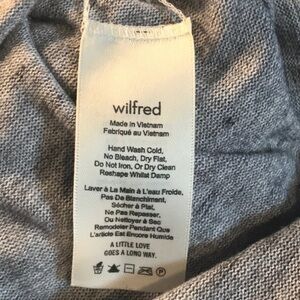 wilfred
Made in Vietnam
Fabriqué au Vietnam
Hand Wash Cold,
No Bleach, Dry Flat,
Do Not Iron, Or Dry Clean
Reshape Whilst Damp
Laver à La Main à L'eau Froide,
Pas De Blanchiment,
Sécher à Plat,
Ne Pas Repasser,
Ou Nettoyer à Sec
Remodeler Pendant Que
L'article Est Encore Humide
A LITTLE LOVE
GOES A LONG WAY.
P